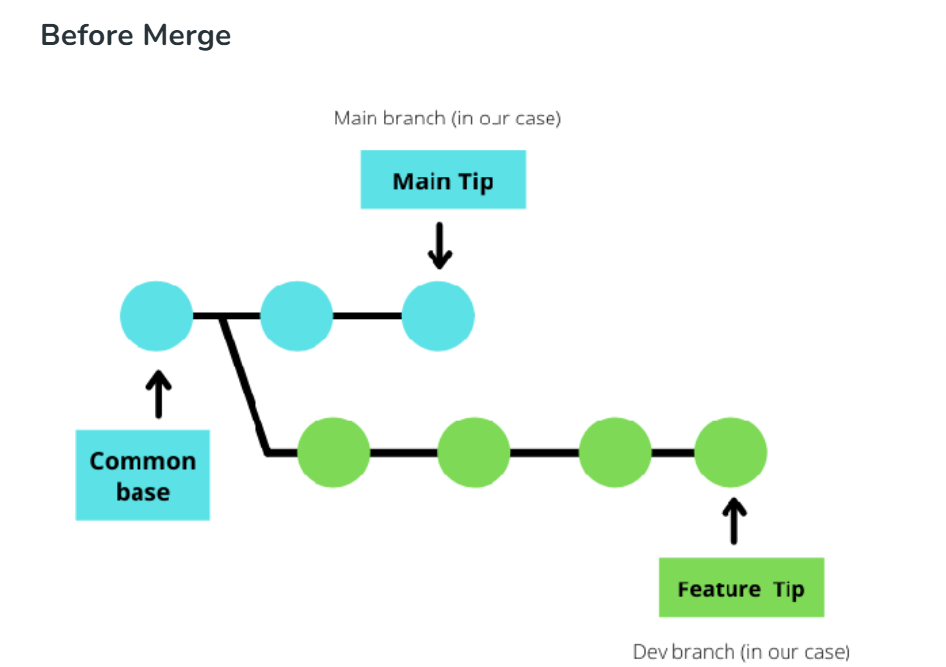 Before Merge
Main branch (in our case)
Main Tip
Common
base
Feature Tip
Dev branch (in our case)